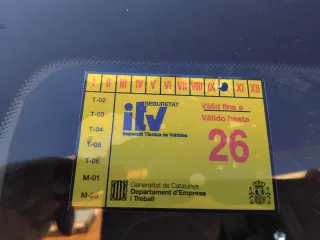 I II III IV V VI VII VIII IX XI XII
T-02
T-03
T-04
T-05
T-06
M-01
SEGURETAT
itv
Inspecció Tècnica de Vehicles
Vàlid fins a
Válido hasta
26
Generalitat de Catalunya
Departament d'Empresa
i Treball